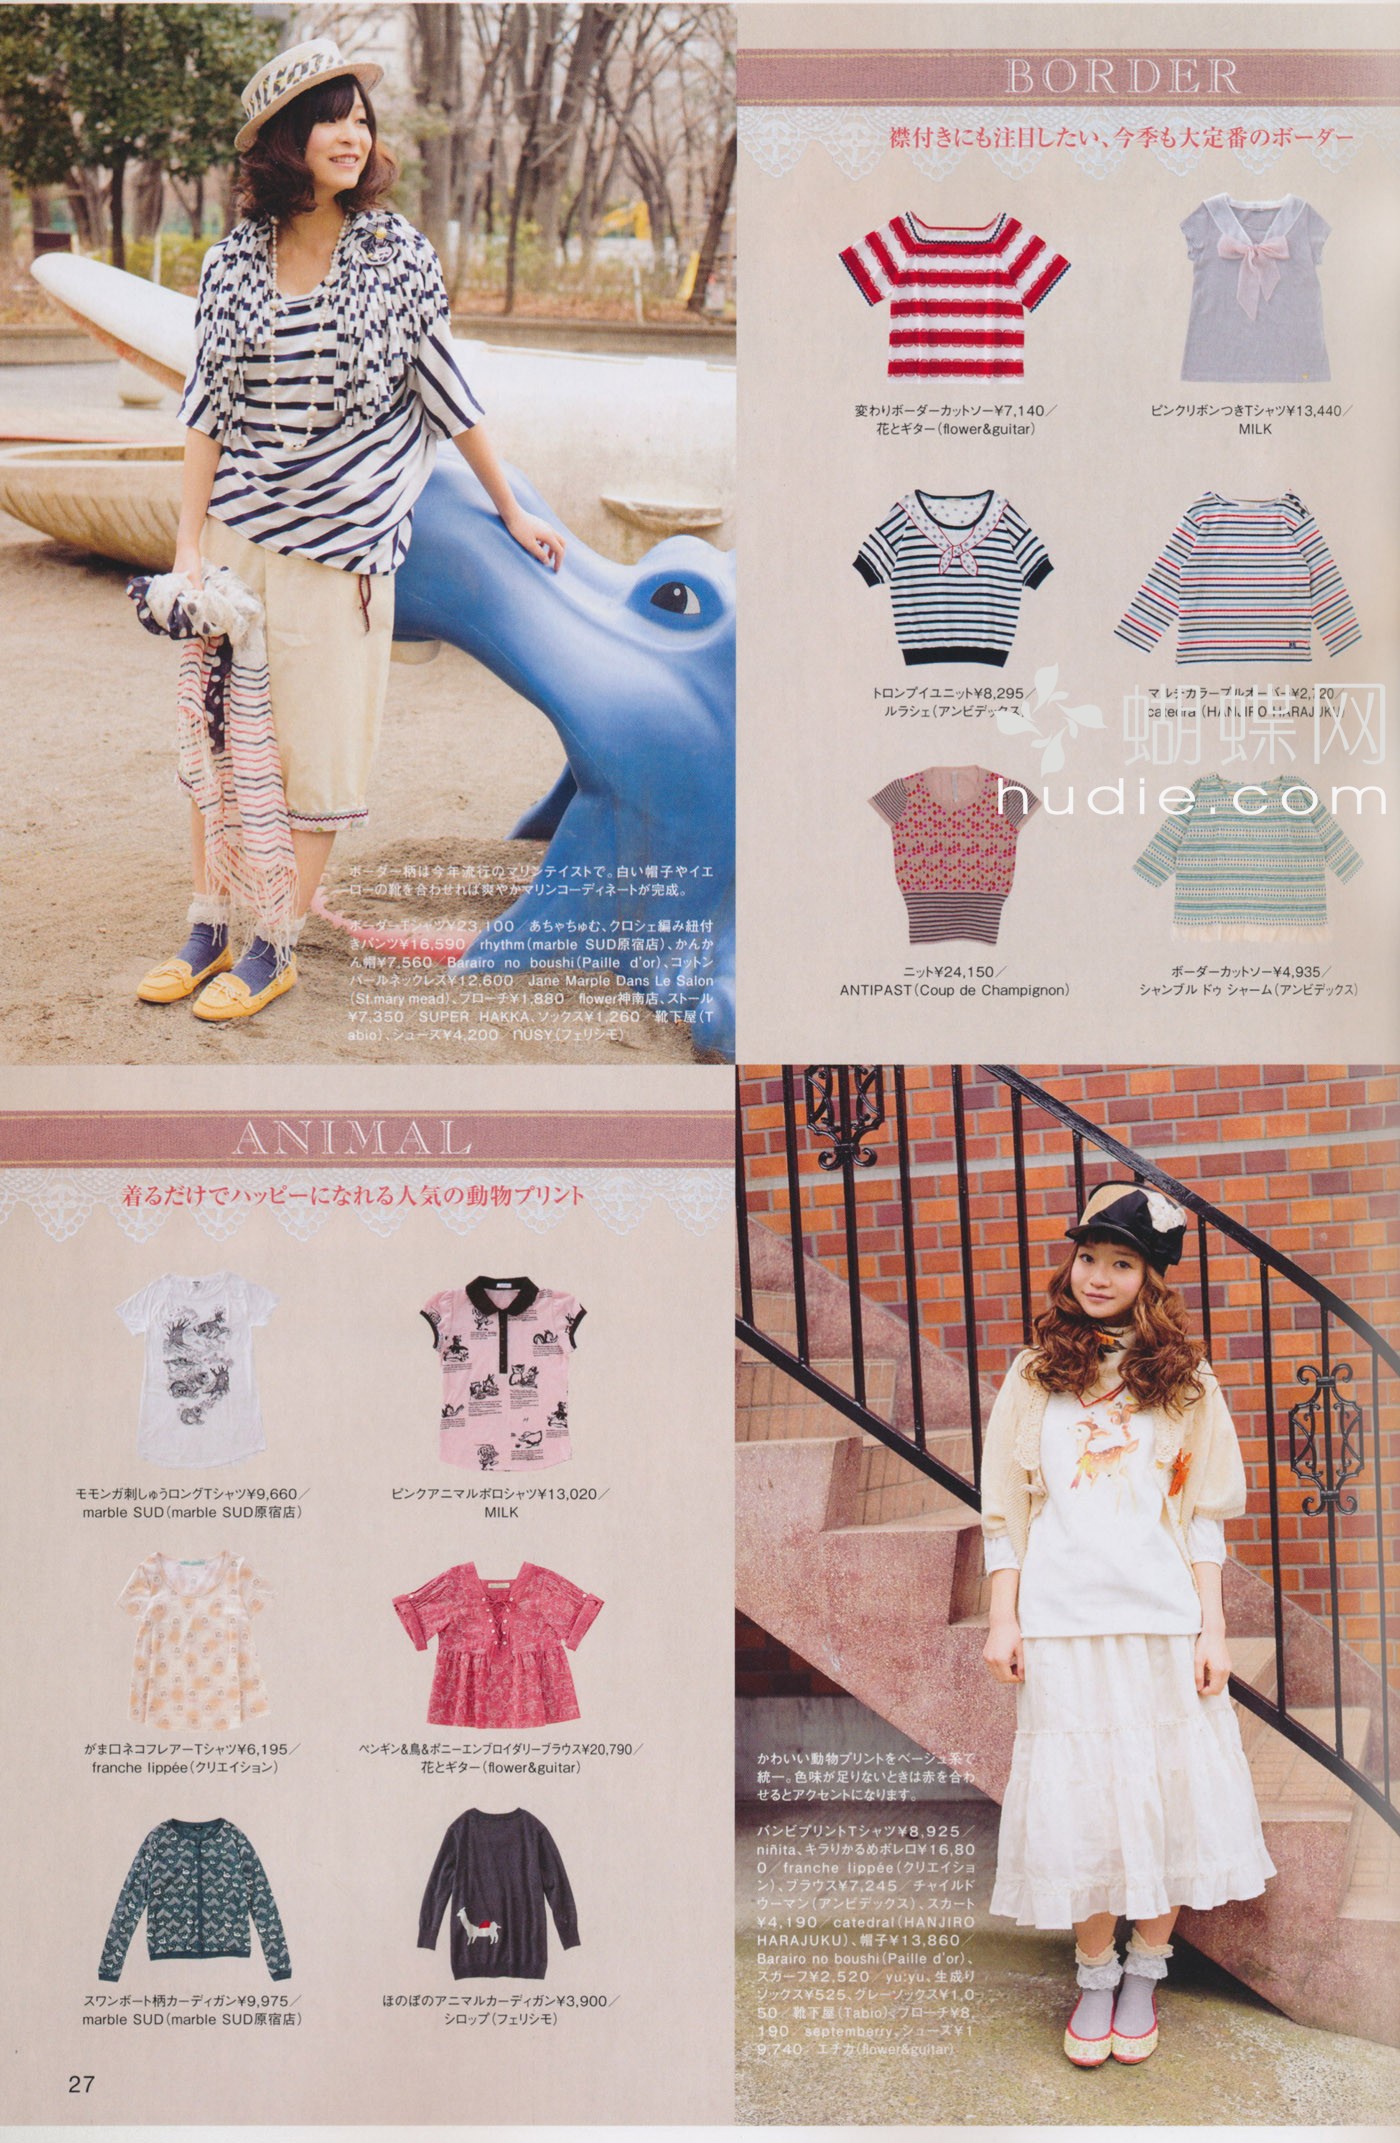 BORDER
襟付きにも注目したい、今季も大定番のボーダー
変わりボーダーカットソー¥7,140／
花とギター（flower&guitar）
ピンクリボンつきTシャツ¥13,440／
MILK
トロンプイユニット¥8,295／
ルラシェ（アンビデックス）
マルチカラープルオーバー¥2,720／
catedral（HANJIRO HARAJUKU）
蝴蝶网
hudie.com
ニット¥24,150／
ANTIPAST（Coup de Champignon）
ボーダーカットソー¥4,935／
シャンブル ドゥ シャーム（アンビデックス）
ボーダー柄は今年流行のマリンテイストで。白い帽子やイエ
ローの靴を合わせれば爽やかマリンコーディネートが完成。
ボーダーTシャツ¥23,100／あちゃちゅむ、クロシェ編み紐付
きパンツ¥16,590／rhythm（marble SUD原宿店）、かんか
ん帽¥7,560／Barairo no boushi（Paille d'or）、コットン
パールネックレス¥12,600／Jane Marple Dans Le Salon
（St.mary mead）、ブローチ¥1,880／flower神南店、ストール
¥7,350／SUPER HAKKA、ソックス¥1,260／靴下屋（T
abio）、シューズ¥4,200／nUSY（フェリシモ）
ANIMAL
着るだけでハッピーになれる人気の動物プリント
モモンガ刺しゅうロングTシャツ¥9,660／
marble SUD（marble SUD原宿店）
ピンクアニマルポロシャツ¥13,020／
MILK
がま口ネコフレアーTシャツ¥6,195／
franche lippée（クリエイション）
ペンギン&鳥&ポニーエンブロイダリーブラウス¥20,790／
花とギター（flower&guitar）
スワンボート柄カーディガン¥9,975／
marble SUD（marble SUD原宿店）
ほのぼのアニマルカーディガン¥3,900／
シロップ（フェリシモ）
27
かわいい動物プリントをベージュ系で
統一。色味が足りないときは赤を合わ
せるとアクセントになります。
バンビプリントTシャツ¥8,925／
niñita、キラりかるめボレロ¥16,80
0／franche lippée（クリエイショ
ン）、ブラウス¥7,245／チャイルド
ウーマン（アンビデックス）、スカート
¥4,190／catedral（HANJIRO
HARAJUKU）、帽子¥13,860／
Barairo no boushi（Paille d'or）、
スカーフ¥2,520／yu:yu、生成り
ソックス¥525、グレーソックス¥1,0
50／靴下屋（Tabio）、ブローチ¥8,
190／septemberry、シューズ¥1
9,740／エチカ（flower&guitar）